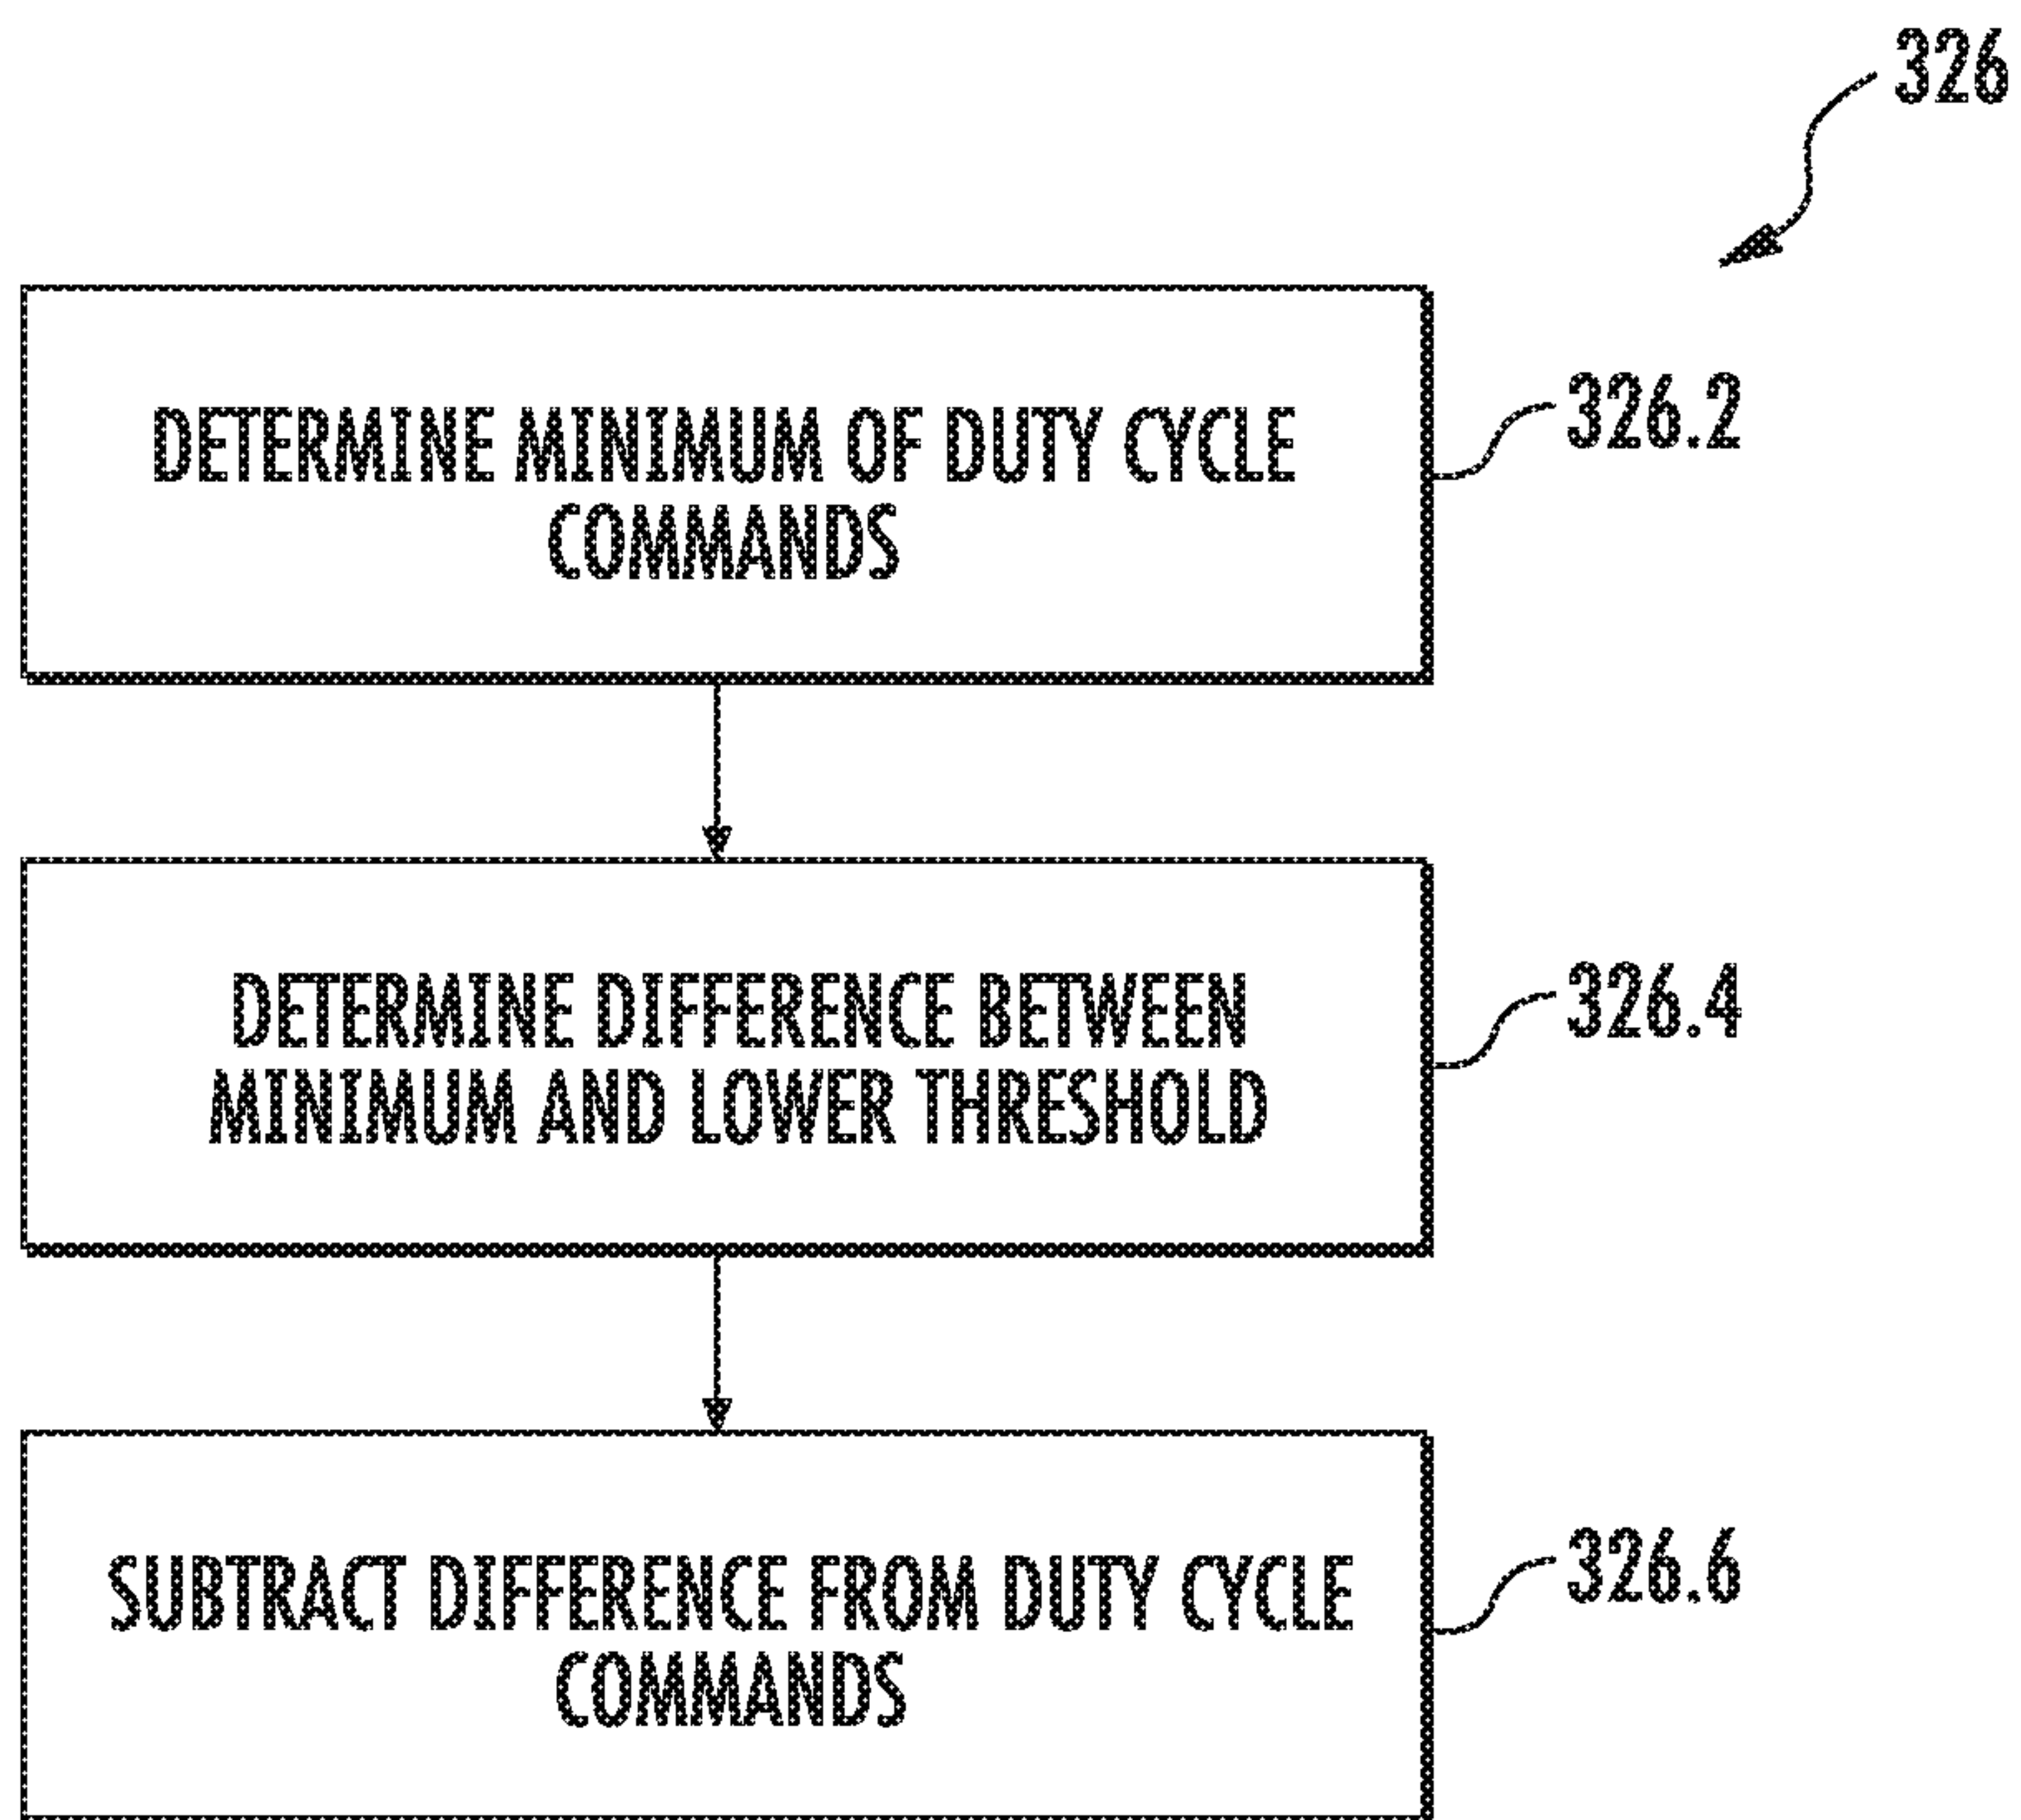 326
DETERMINE MINIMUM OF DUTY CYCLE
COMMANDS
326.2
DETERMINE DIFFERENCE BETWEEN
MINIMUM AND LOWER THRESHOLD
326.4
SUBTRACT DIFFERENCE FROM DUTY CYCLE
COMMANDS
326.6